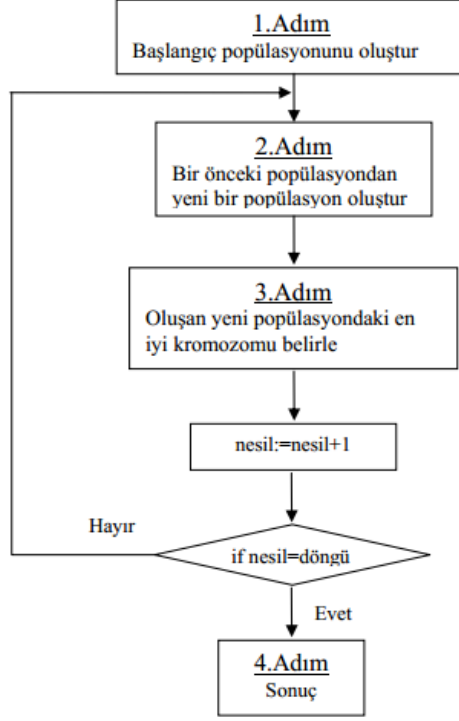 1.Adım
Başlangıç popülasyonunu oluştur
2.Adım
Bir önceki popülasyondan
yeni bir popülasyon oluştur
3.Adım
Oluşan yeni popülasyondaki en
iyi kromozomu belirle
nesil:=nesil+1
Hayır
if nesil=döngü
Evet
4.Adım
Sonuç